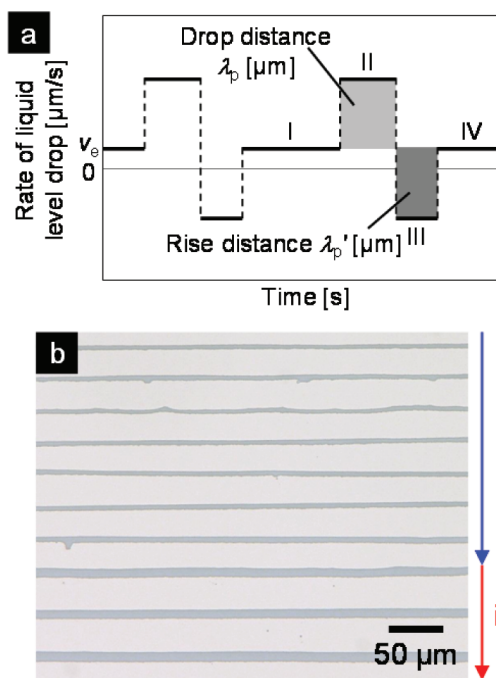 a
Drop distance
λp [µm]
II
I
IV
ve
0
Rate of liquid
level drop [µm/s]
Rise distance λp' [µm]
III
Time [s]
b
50 µm